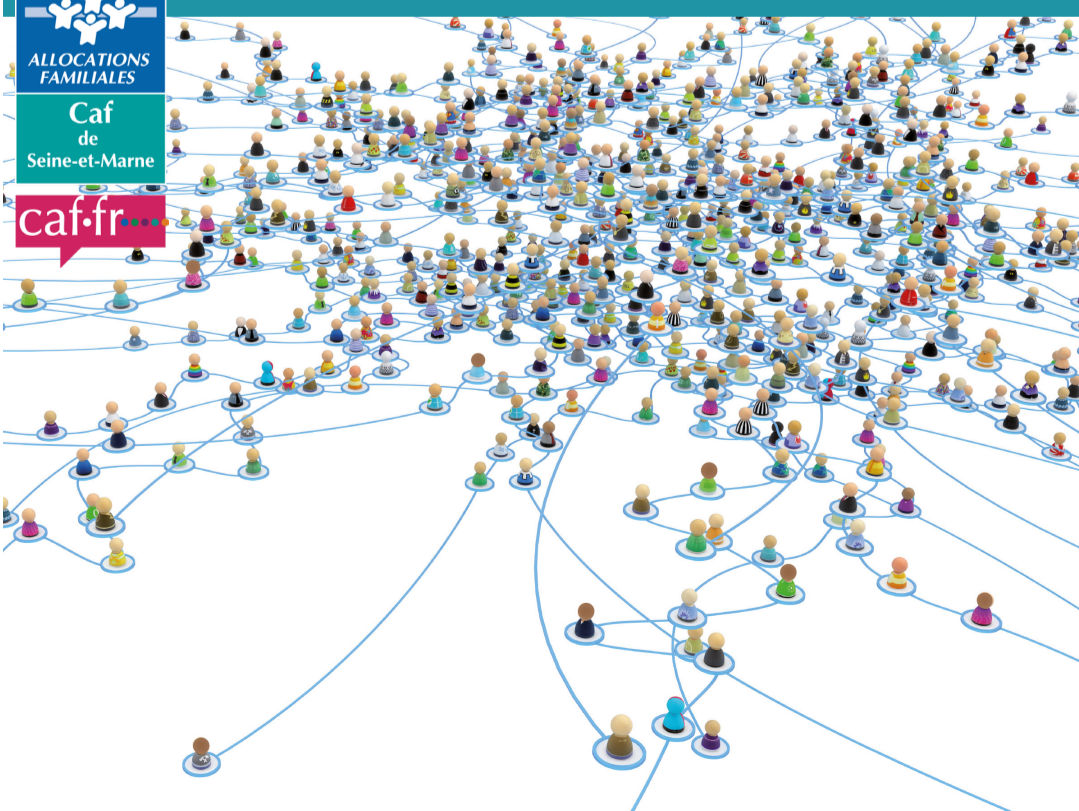 ALLOCATIONS
FAMILIALES
Caf
de
Seine-et-Marne
caf.fr